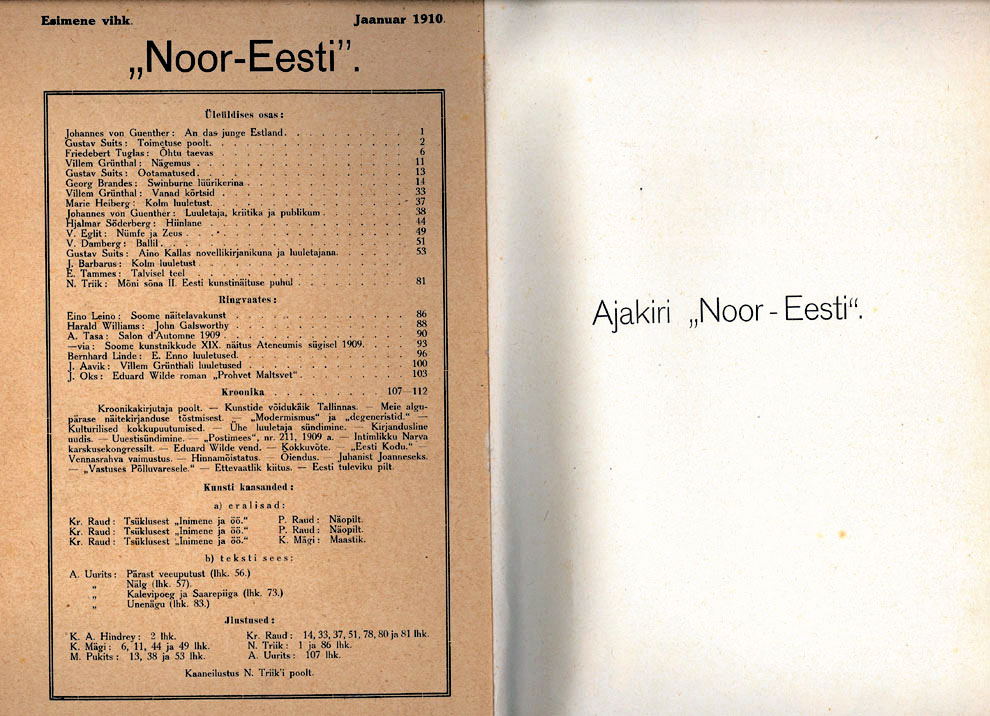 Esimene vihk. Jaanuar 1910.
„Noor-Eesti”.
Üleüldises osas:
Johannes von Guenther: An das junge Estland. 1
Gustav Suits: Toimetuse poolt. 2
Friedebert Tuglas: Õhtu taevas 6
Villem Grünthal: Nägemus 11
Gustav Suits: Ootamatused. 13
Georg Brandes: Swinburne lüürikerina 14
Villem Grünthal: Vanad kõrtsid 33
Marie Heiberg: Kolm luuletust. 37
Johannes von Guenther: Luuletaja, kriitika ja publikum 38
Hjalmar Söderberg: Hiinlane 44
V. Eglit: Nümfe ja Zeus 49
V. Damberg: Ballil. 51
Gustav Suits: Aino Kallas novellikirjanikuna ja luuletajana. 53
J. Barbarus: Kolm luuletust
E. Tammes: Talvisel teel
N. Triik: Mõni sõna II. Eesti kunstinäituse puhul 81
Ringvaates:
Eino Leino: Soome näitelavakunst 86
Harald Williams: John Galsworthy 88
A. Tasa: Salon d'Automne 1909 90
—via: Soome kunstnikkude XIX. näitus Ateneumis sügisel 1909. 93
Bernhard Linde: E. Enno luuletused. 96
J. Aavik: Villem Grünthali luuletused 100
J. Oks: Eduard Wilde roman „Prohvet Maltsvet“ 103
Kroonika 107—112
Kroonikakirjutaja poolt. — Kunstide võidukäik Tallinnas. — Meie algu-
pärase näitekirjanduse tõstmisest. — „Modernismus“ ja „degeneristid.“ —
Kulturilised kokkupuutumised. — Ühe luuletaja sündimine. — Kirjandusline
uudis. — Uuestisündimine. — „Postimees“, nr. 211, 1909 a. — Intimlikku Narva
karskusekongressilt. — Eduard Wilde vend. — Kokkuvõte. — „Eesti Kodu.“ —
Vennasrahva vaimustus. — Hinnamõistatus. — Õiendus. — Juhanist Joanneseks.
— „Vastuses Põlluvaresele.“ — Ettevaatlik kiitus. — Eesti tuleviku pilt.
Kunsti kaasanded:
a) eralisad:
Kr. Raud: Tsüklusest „Inimene ja öö.“ P. Raud: Näopilt.
Kr. Raud: Tsüklusest „Inimene ja öö.“ P. Raud: Näopilt.
Kr. Raud: Tsüklusest „Inimene ja öö.“ K. Mägi: Maastik.
b) teksti sees:
A. Uurits: Pärast veeuputust (lhk. 56.)
„ Nälg (lhk. 57).
„ Kalevipoeg ja Saarepiiga (lhk. 73.)
„ Unenägu (lhk. 83.)
Jlustused:
K. A. Hindrey: 2 lhk. Kr. Raud: 14, 33, 37, 51, 78, 80 ja 81 lhk.
K. Mägi: 6, 11, 44 ja 49 lhk. N. Triik: 1 ja 86 lhk.
M. Pukits: 13, 38 ja 53 lhk. A. Uurits: 107 lhk.
Kaaneilustus N. Triik'i poolt.
Ajakiri „Noor-Eesti“.